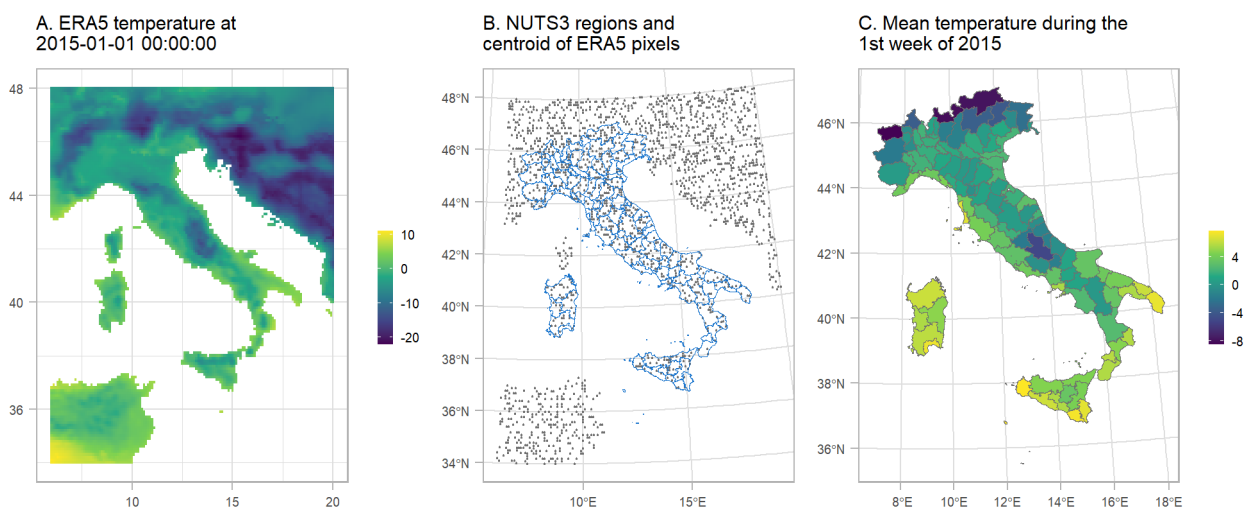 A. ERA5 temperature at
2015-01-01 00:00:00
48
44
40
36
10
15
20
10
0
-10
-20
B. NUTS3 regions and
centroid of ERA5 pixels
48°N
46°N
44°N
42°N
40°N
38°N
36°N
34°N
10°E
15°E
C. Mean temperature during the
1st week of 2015
46°N
44°N
42°N
40°N
38°N
36°N
8°E
10°E
12°E
14°E
16°E
18°E
4
0
-4
-8